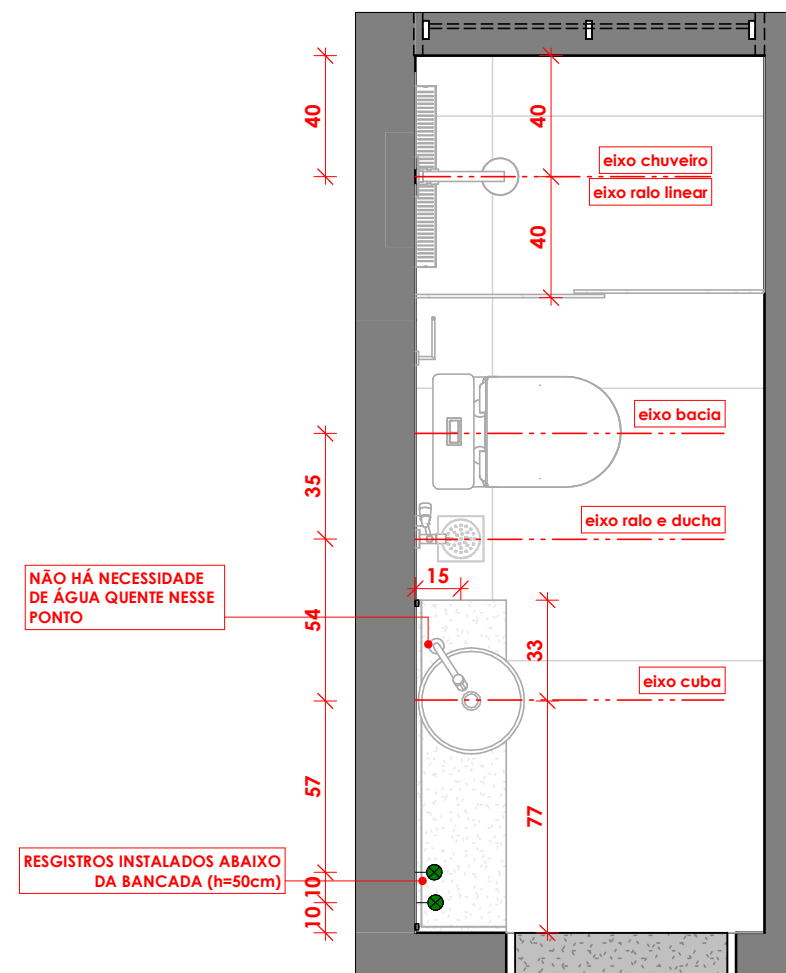 40
40
eixo chuveiro
eixo ralo linear
40
eixo bacia
35
eixo ralo e ducha
15
NÃO HÁ NECESSIDADE
DE ÁGUA QUENTE NESSE
PONTO
54
33
eixo cuba
57
77
RESGISTROS INSTALADOS ABAIXO
DA BANCADA (h=50cm)
10
10